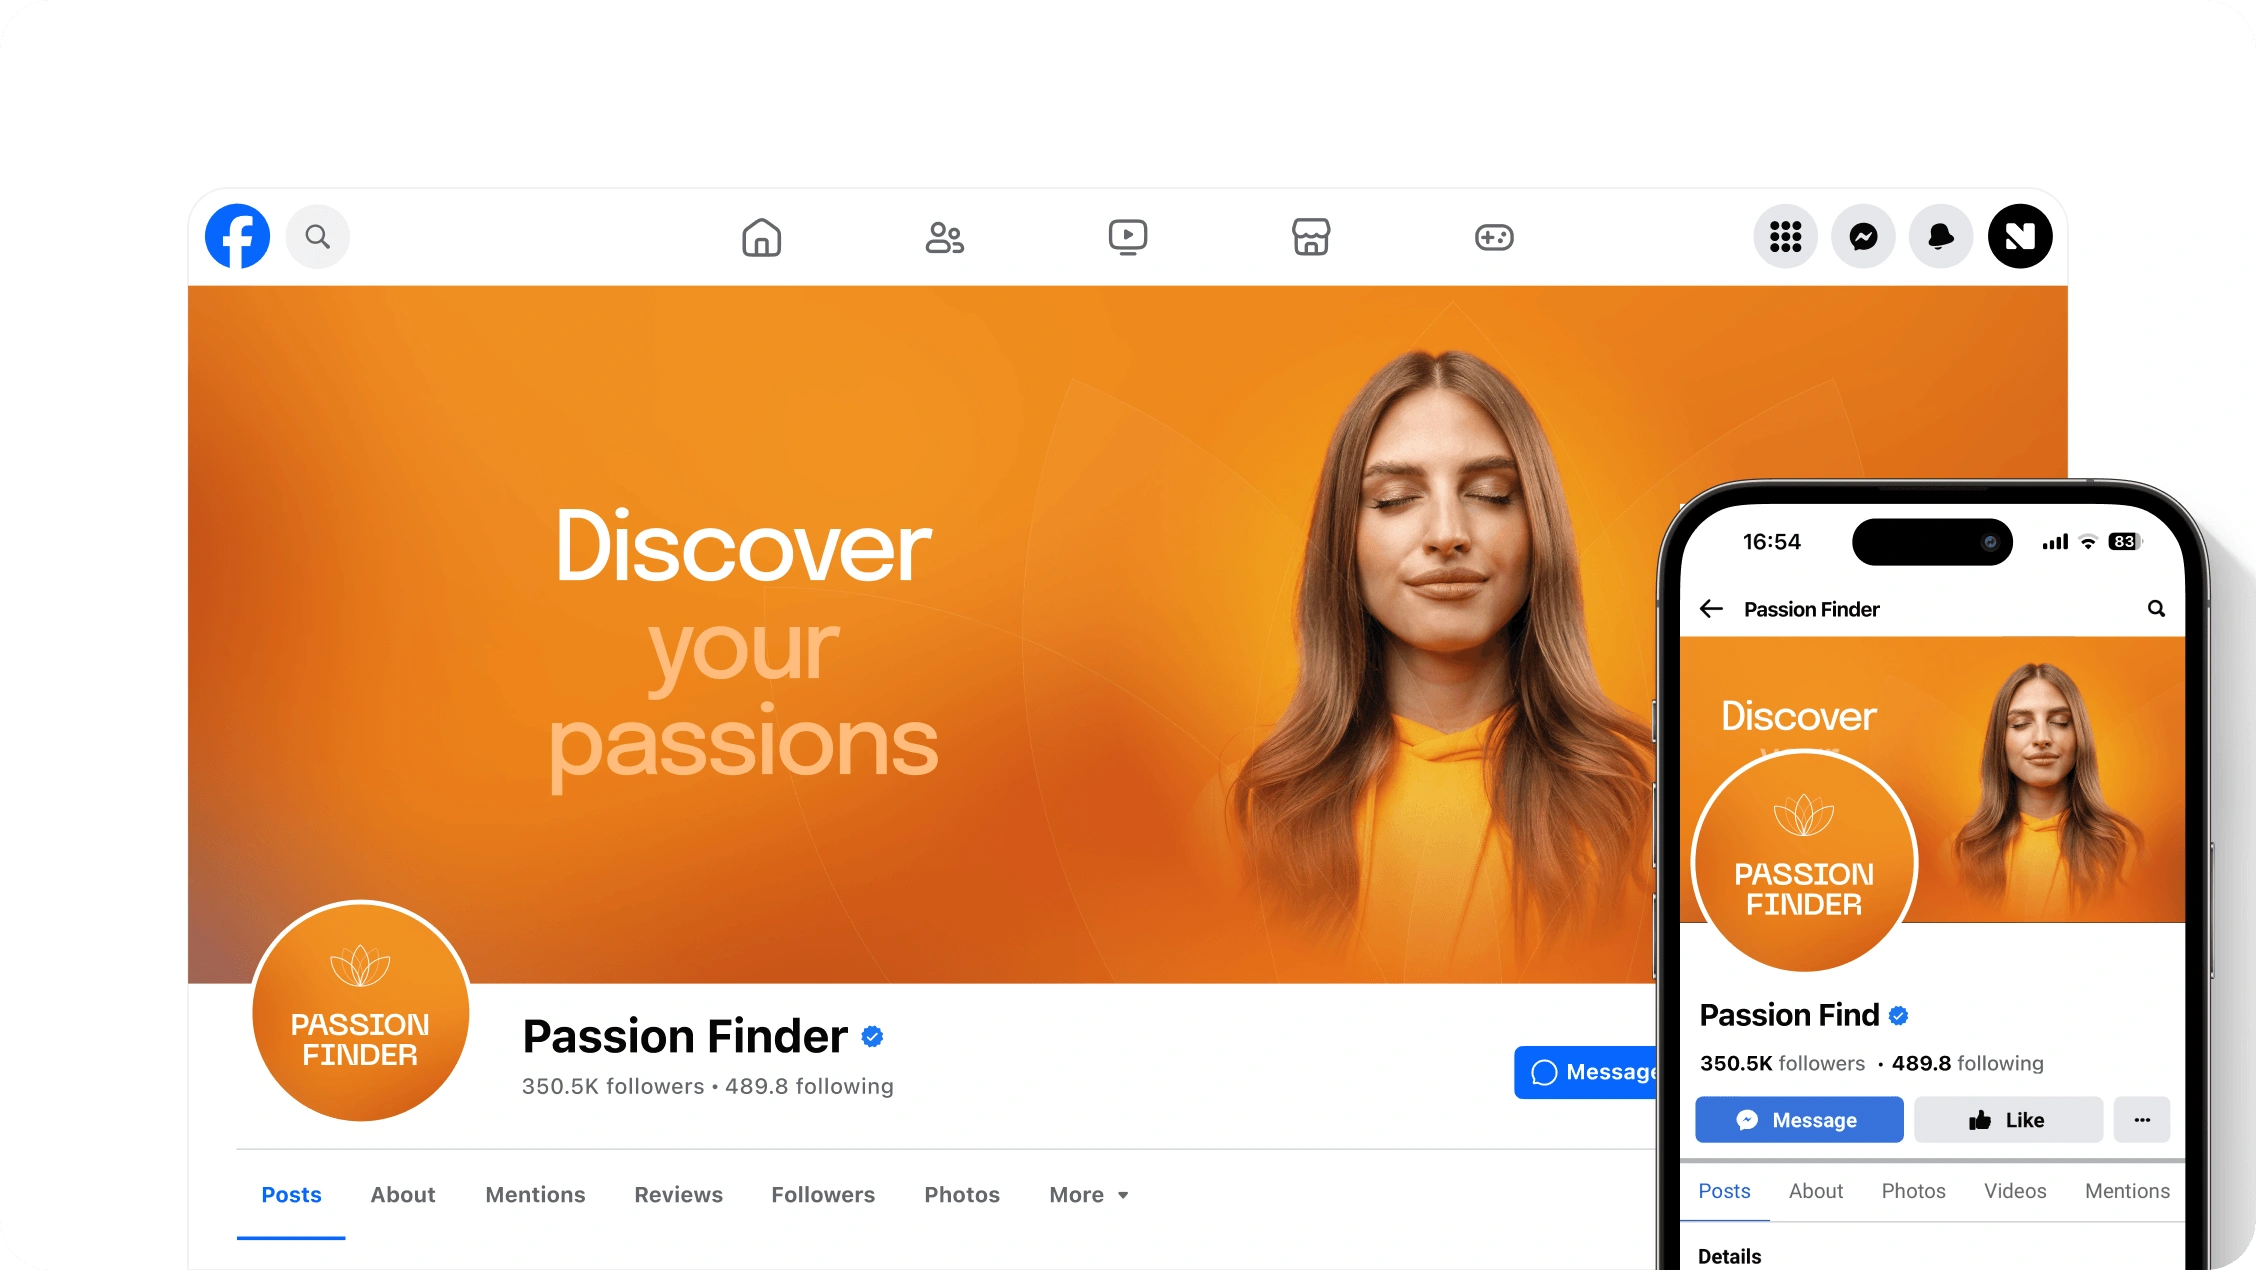 Discover
your
passions
PASSION
FINDER
Passion Finder
350.5K followers • 489.8 following
Message
Posts About Mentions Reviews Followers Photos More
16:54 83
Passion Finder
Discover
PASSION
FINDER
Passion Find
350.5K followers • 489.8 following
Message Like
Posts About Photos Videos Mentions
Details